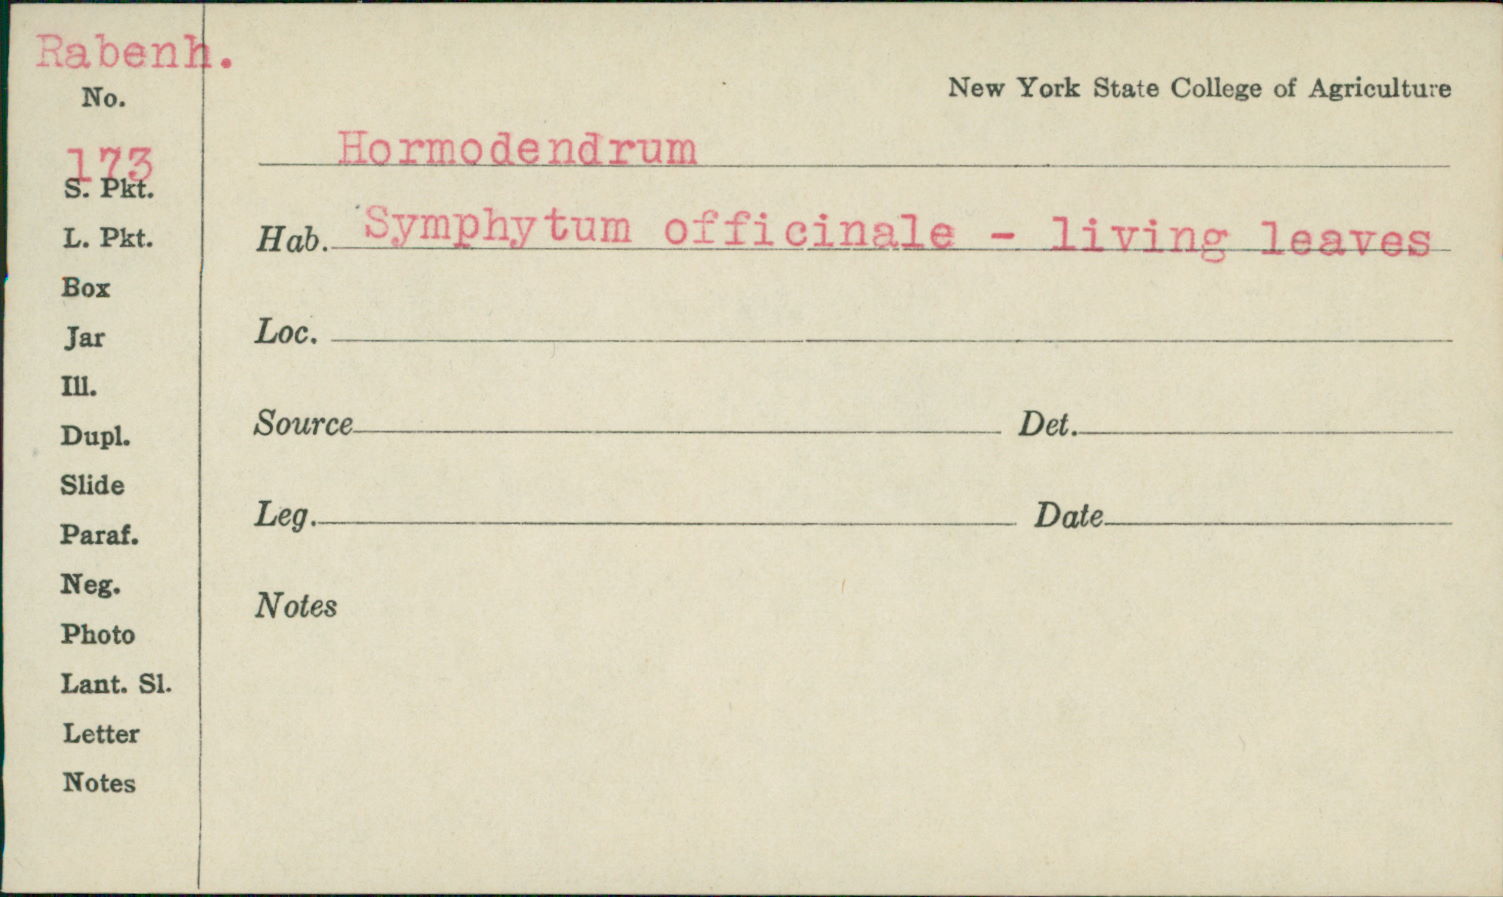 Rabenh.
No.
173
New York State College of Agriculture
Hormodendrum
S. Pkt.
L. Pkt.
Hab. Symphytum officinale - living leaves
Box
Jar
Loc.
Ill.
Dupl.
Source Det.
Slide
Leg. Date
Paraf.
Neg.
Notes
Photo
Lant. Sl.
Letter
Notes